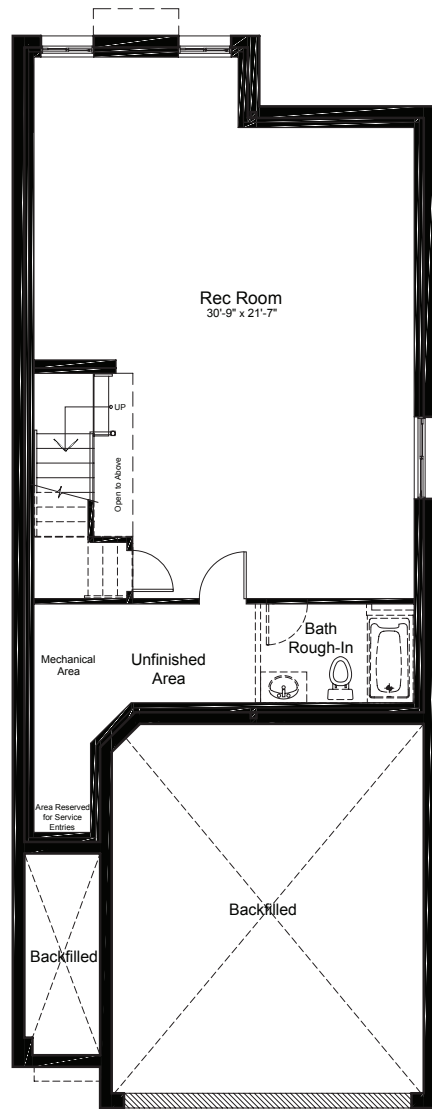 Rec Room
30'-9" x 21'-7"
UP
Open to Above
Bath
Rough-In
Mechanical
Area
Unfinished
Area
Area Reserved
for Service
Entries
Backfilled
Backfilled